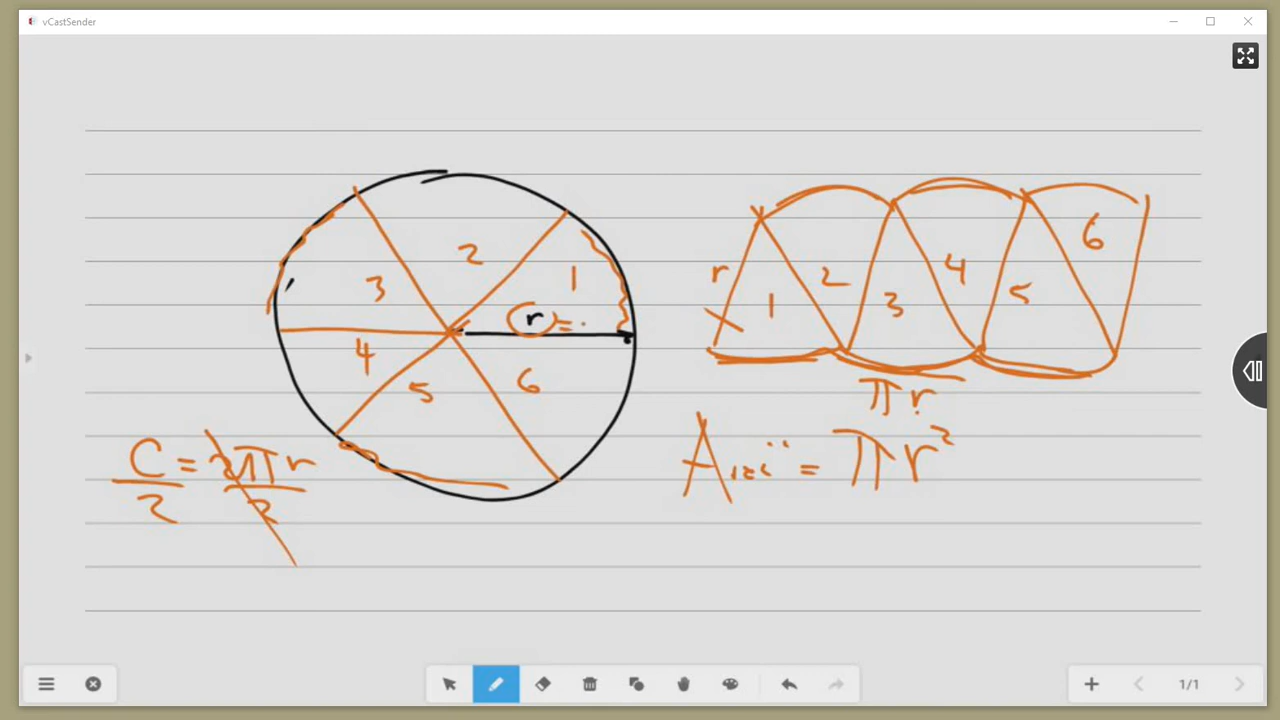 vCastSender
2
1
3
r = .
4
5
6
r
1
2
3
4
5
6
π r
C/2 = 2πr/2
= πr²
1/1